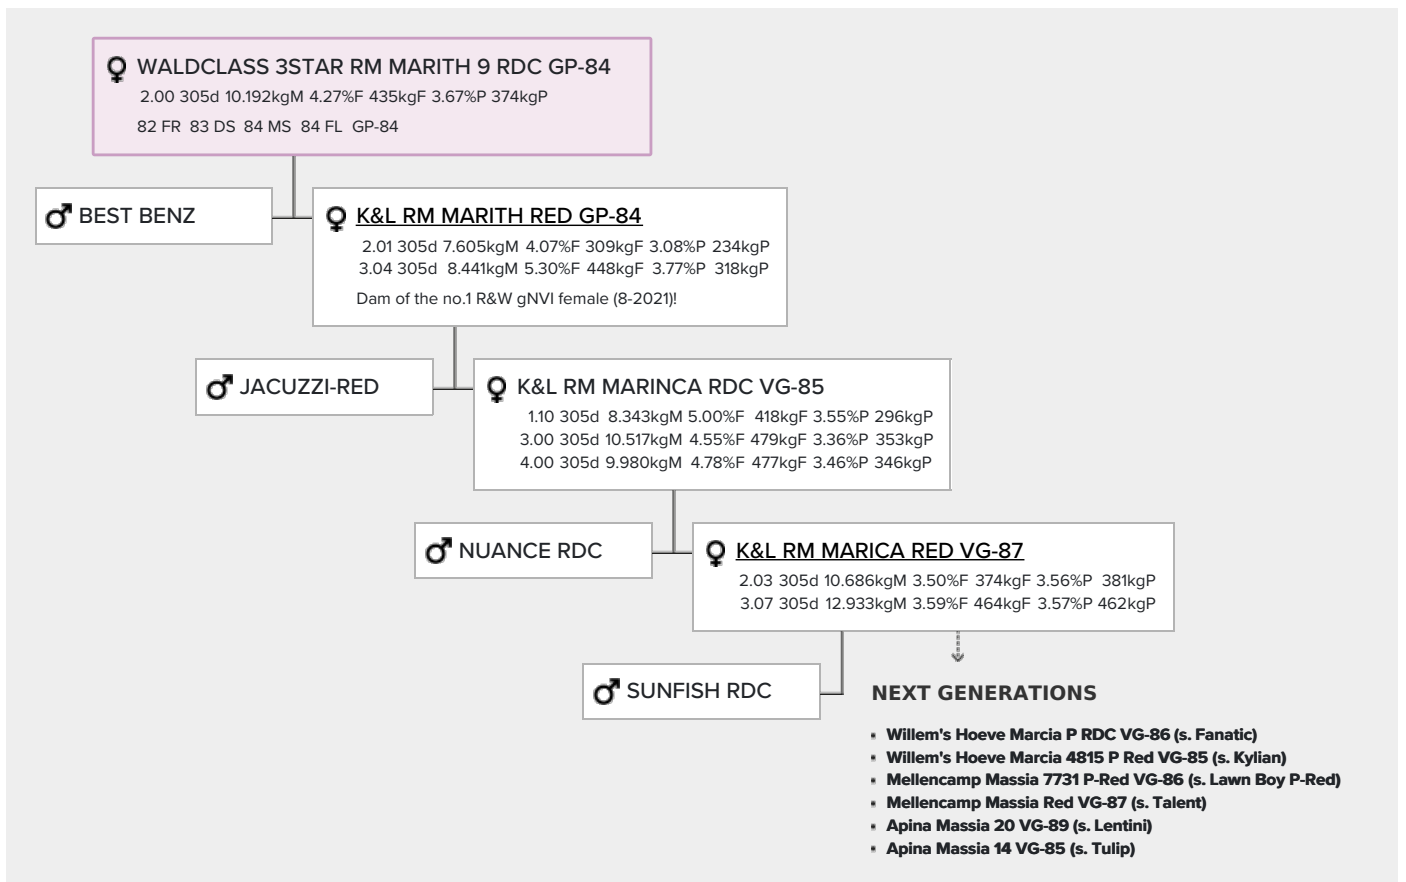 WALDCLASS 3STAR RM MARITH 9 RDC GP-84
2.00 305d 10.192kgM 4.27%F 435kgF 3.67%P 374kgP
82 FR 83 DS 84 MS 84 FL GP-84
BEST BENZ
K&L RM MARITH RED GP-84
2.01 305d 7.605kgM 4.07%F 309kgF 3.08%P 234kgP
3.04 305d 8.441kgM 5.30%F 448kgF 3.77%P 318kgP
Dam of the no.1 R&W gNVI female (8-2021)!
JACUZZI-RED
K&L RM MARINCA RDC VG-85
1.10 305d 8.343kgM 5.00%F 418kgF 3.55%P 296kgP
3.00 305d 10.517kgM 4.55%F 479kgF 3.36%P 353kgP
4.00 305d 9.980kgM 4.78%F 477kgF 3.46%P 346kgP
NUANCE RDC
K&L RM MARICA RED VG-87
2.03 305d 10.686kgM 3.50%F 374kgF 3.56%P 381kgP
3.07 305d 12.933kgM 3.59%F 464kgF 3.57%P 462kgP
SUNFISH RDC
NEXT GENERATIONS
Willem's Hoeve Marcia P RDC VG-86 (s. Fanatic)
Willem's Hoeve Marcia 4815 P Red VG-85 (s. Kylian)
Mellencamp Massia 7731 P-Red VG-86 (s. Lawn Boy P-Red)
Mellencamp Massia Red VG-87 (s. Talent)
Apina Massia 20 VG-89 (s. Lentini)
Apina Massia 14 VG-85 (s. Tulip)